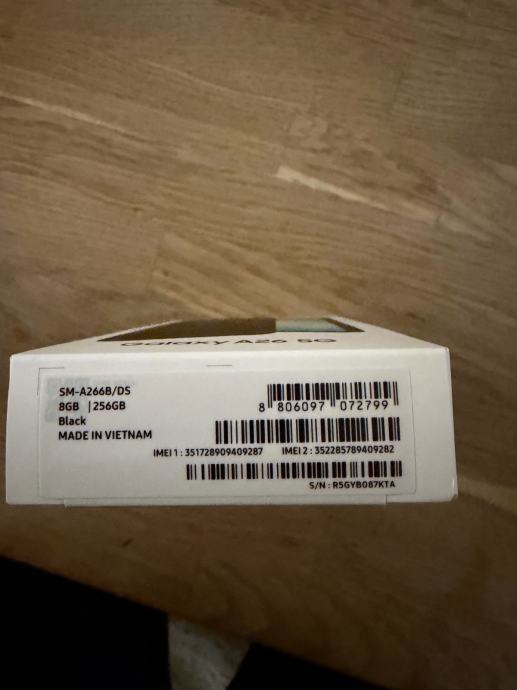 Galaxy A26 5G
SM-A266B/DS
8GB | 256GB
Black
MADE IN VIETNAM
8 806097 072799
IMEI 1 : 351728909409287 IMEI 2 : 352285789409282
S/N : R5GYB087KTA